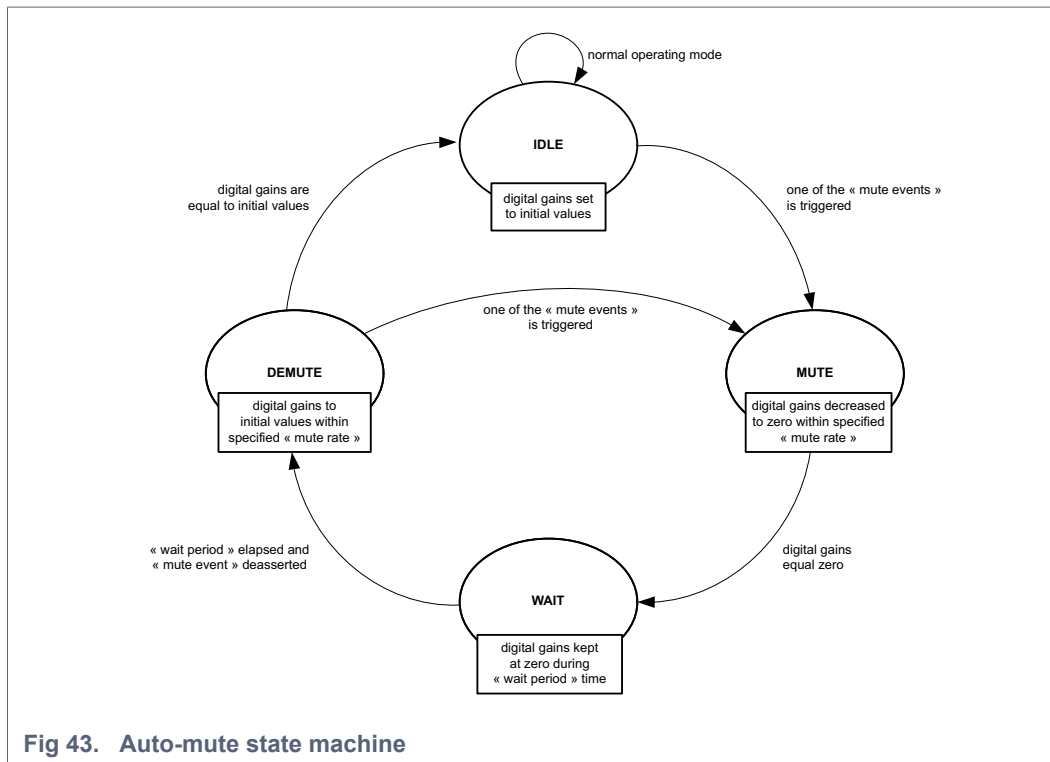 normal operating mode
IDLE
digital gains set
to initial values
digital gains are
equal to initial values
one of the « mute events »
is triggered
one of the « mute events »
is triggered
DEMUTE
digital gains to
initial values within
specified « mute rate »
MUTE
digital gains decreased
to zero within specified
« mute rate »
« wait period » elapsed and
« mute event » deasserted
digital gains
equal zero
WAIT
digital gains kept
at zero during
« wait period » time
Fig 43. Auto-mute state machine